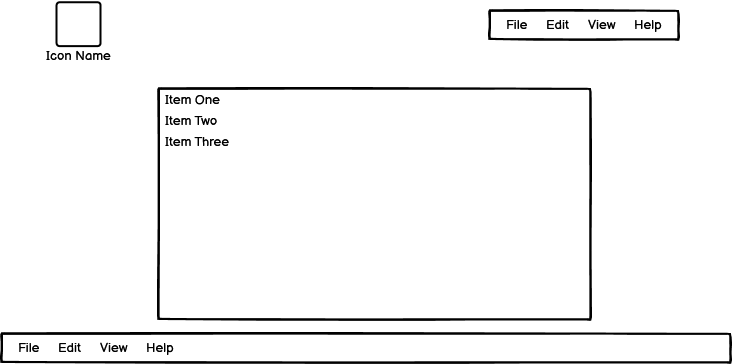 File Edit View Help
Icon Name
Item One
Item Two
Item Three
File Edit View Help